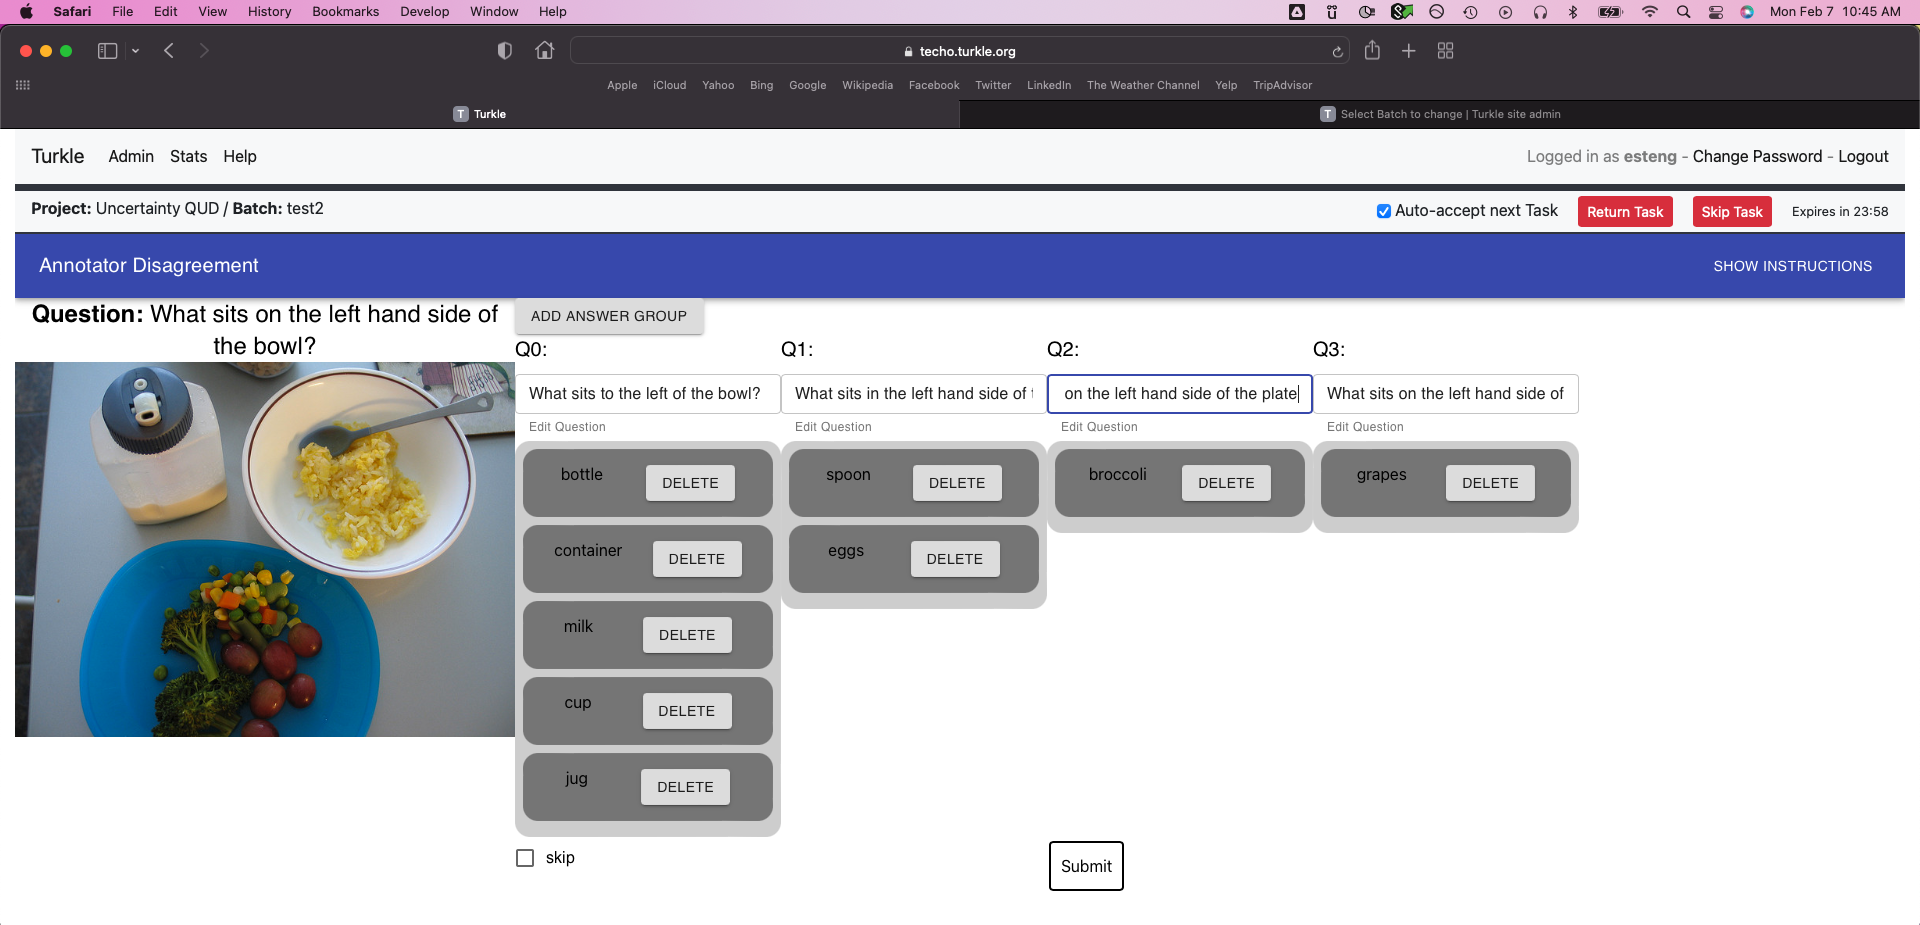 Safari File Edit View History Bookmarks Develop Window Help Mon Feb 7 10:45 AM
techo.turkle.org
Apple iCloud Yahoo Bing Google Wikipedia Facebook Twitter LinkedIn The Weather Channel Yelp TripAdvisor
T Turkle T Select Batch to change | Turkle site admin
Turkle Admin Stats Help Logged in as esteng - Change Password - Logout
Project: Uncertainty QUD / Batch: test2 Auto-accept next Task Return Task Skip Task Expires in 23:58
Annotator Disagreement SHOW INSTRUCTIONS
Question: What sits on the left hand side of
the bowl?
ADD ANSWER GROUP
Q0: Q1: Q2: Q3:
What sits to the left of the bowl? What sits in the left hand side of on the left hand side of the plate What sits on the left hand side of
Edit Question Edit Question Edit Question Edit Question
bottle DELETE spoon DELETE broccoli DELETE grapes DELETE
container DELETE eggs DELETE
milk DELETE
cup DELETE
jug DELETE
skip
Submit